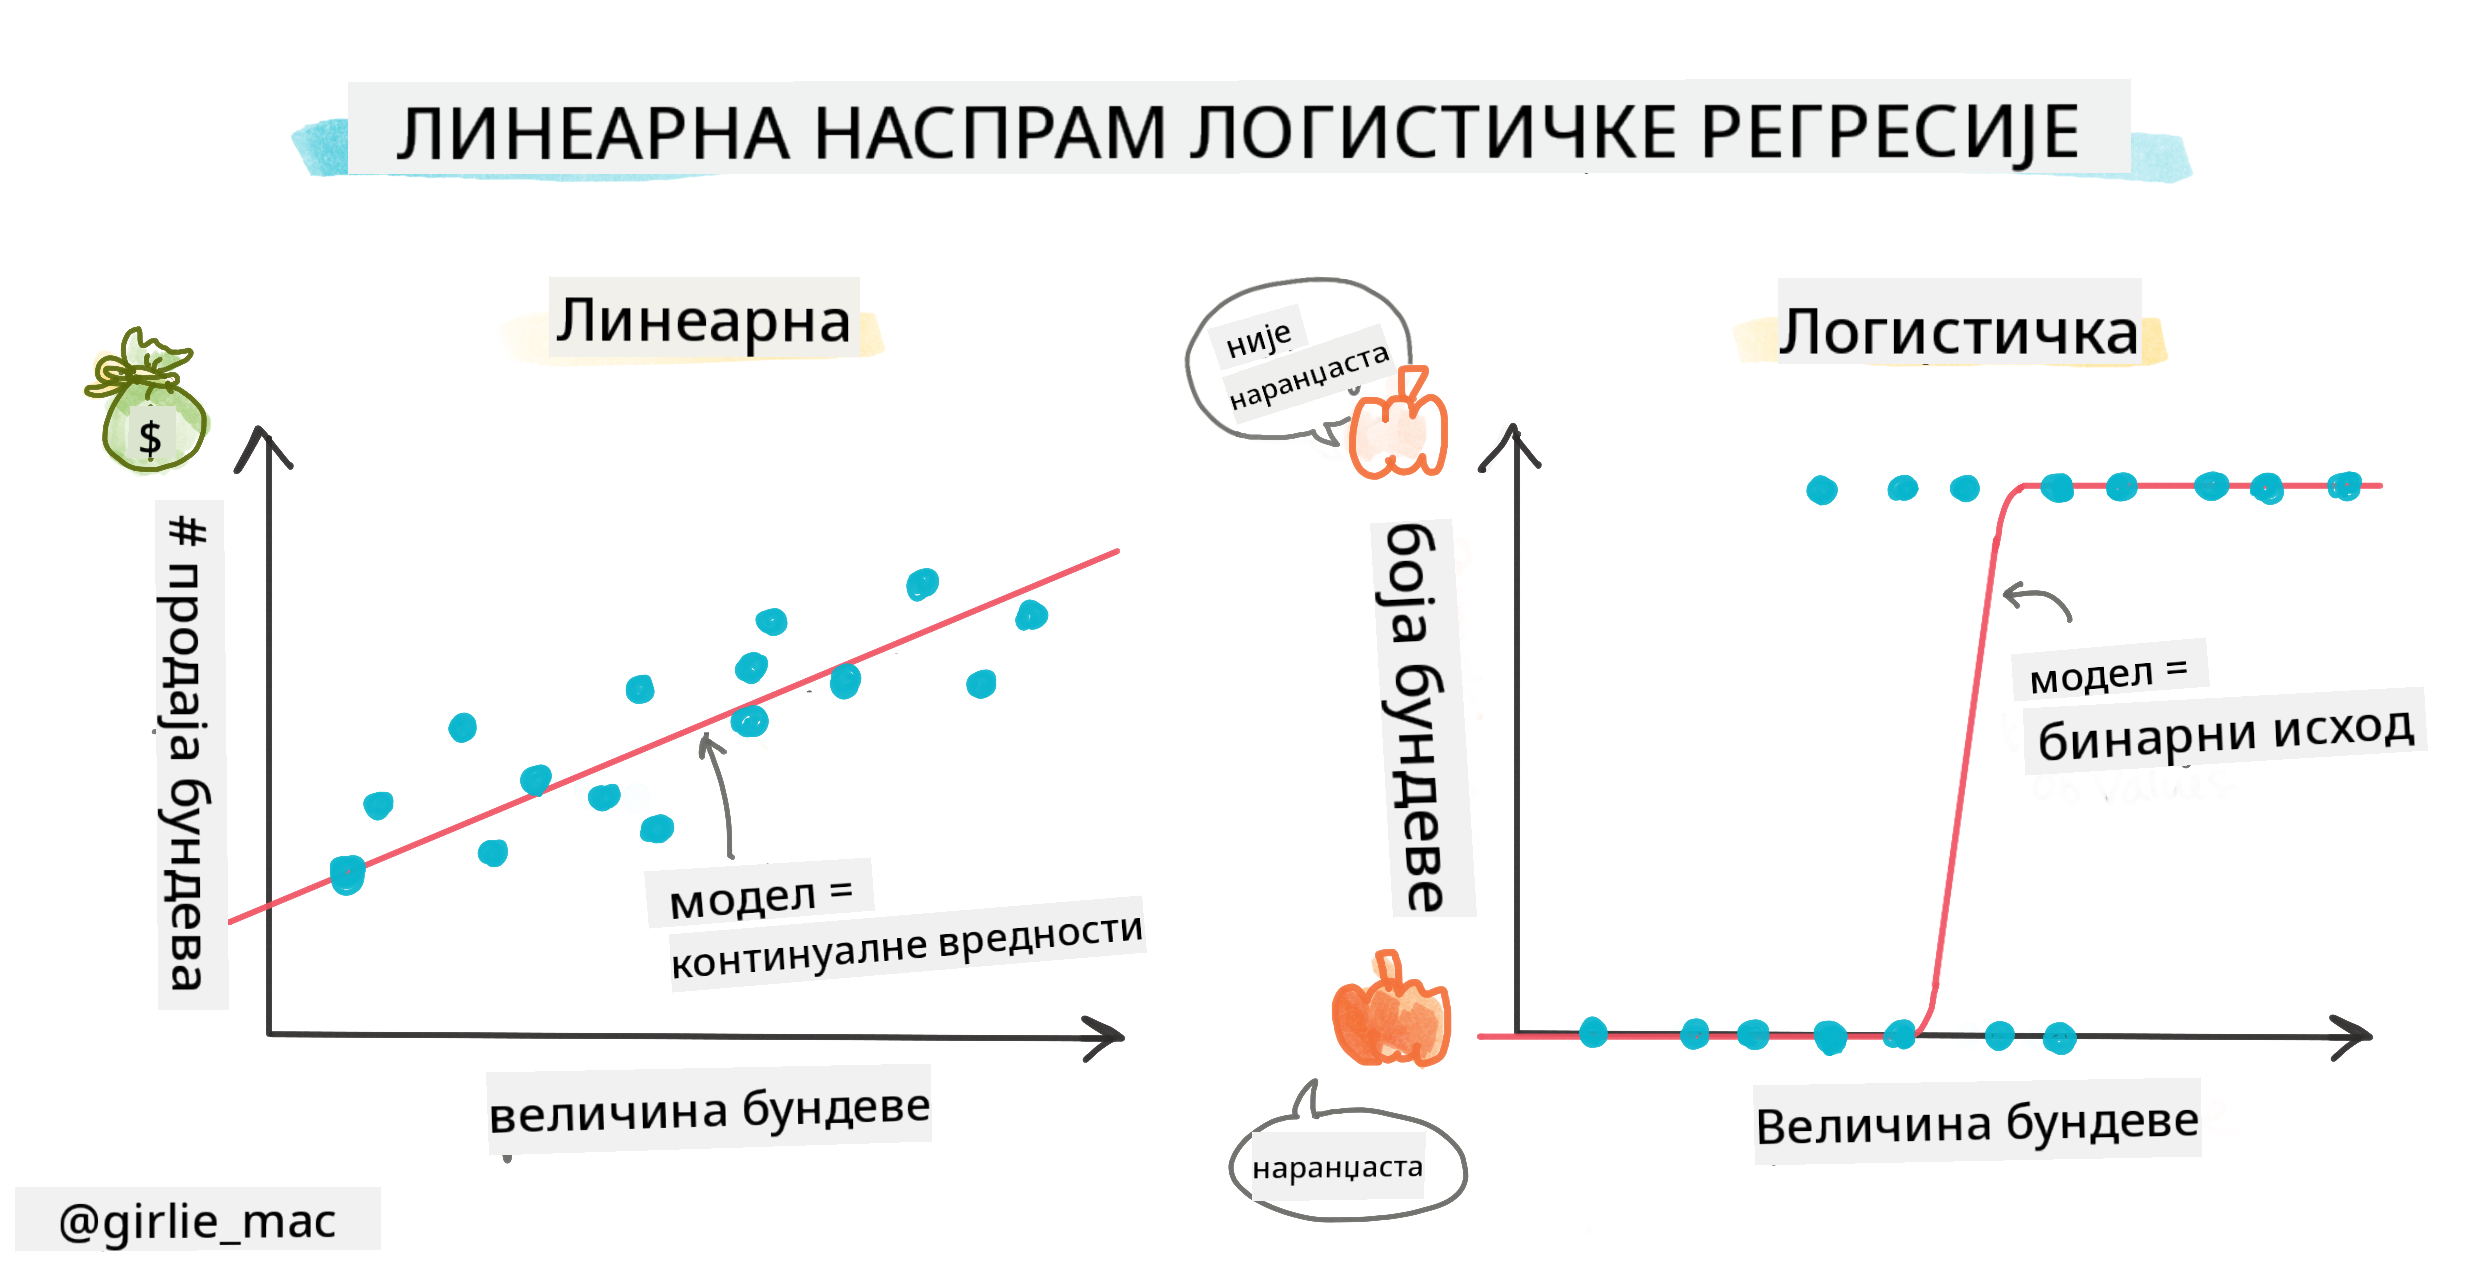 ЛИНЕАРНА НАСПРАМ ЛОГИСТИЧКЕ РЕГРЕСИЈЕ
Линеарна
$
# продаја бундева
модел =
континуалне вредности
величина бундеве
Логистичка
није
наранџаста
боја бундеве
модел =
бинарни исход
наранџаста
Величина бундеве
@girlie_mac